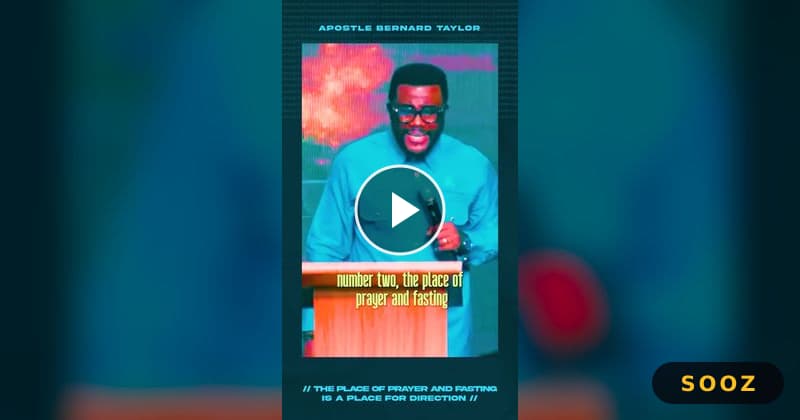 APOSTLE BERNARD TAYLOR
number two, the place of
prayer and fasting
// THE PLACE OF PRAYER AND FASTING
IS A PLACE FOR DIRECTION //
SOOZ